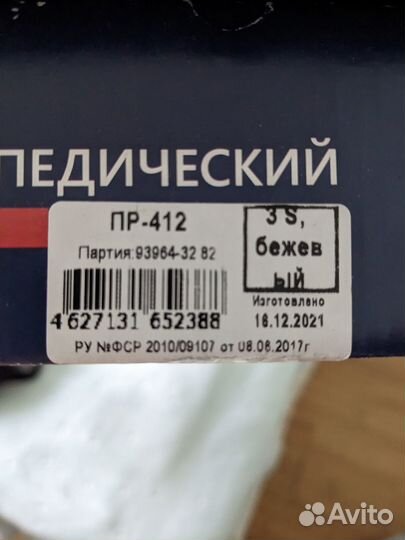 ПЕДИЧЕСКИЙ
ПР-412
3 S,
бежев
ый
Партия:93964-32 82
Изготовлено
16.12.2021
4 627131 652388
РУ №ФСР 2010/09107 от 08.06.2017г
Avito